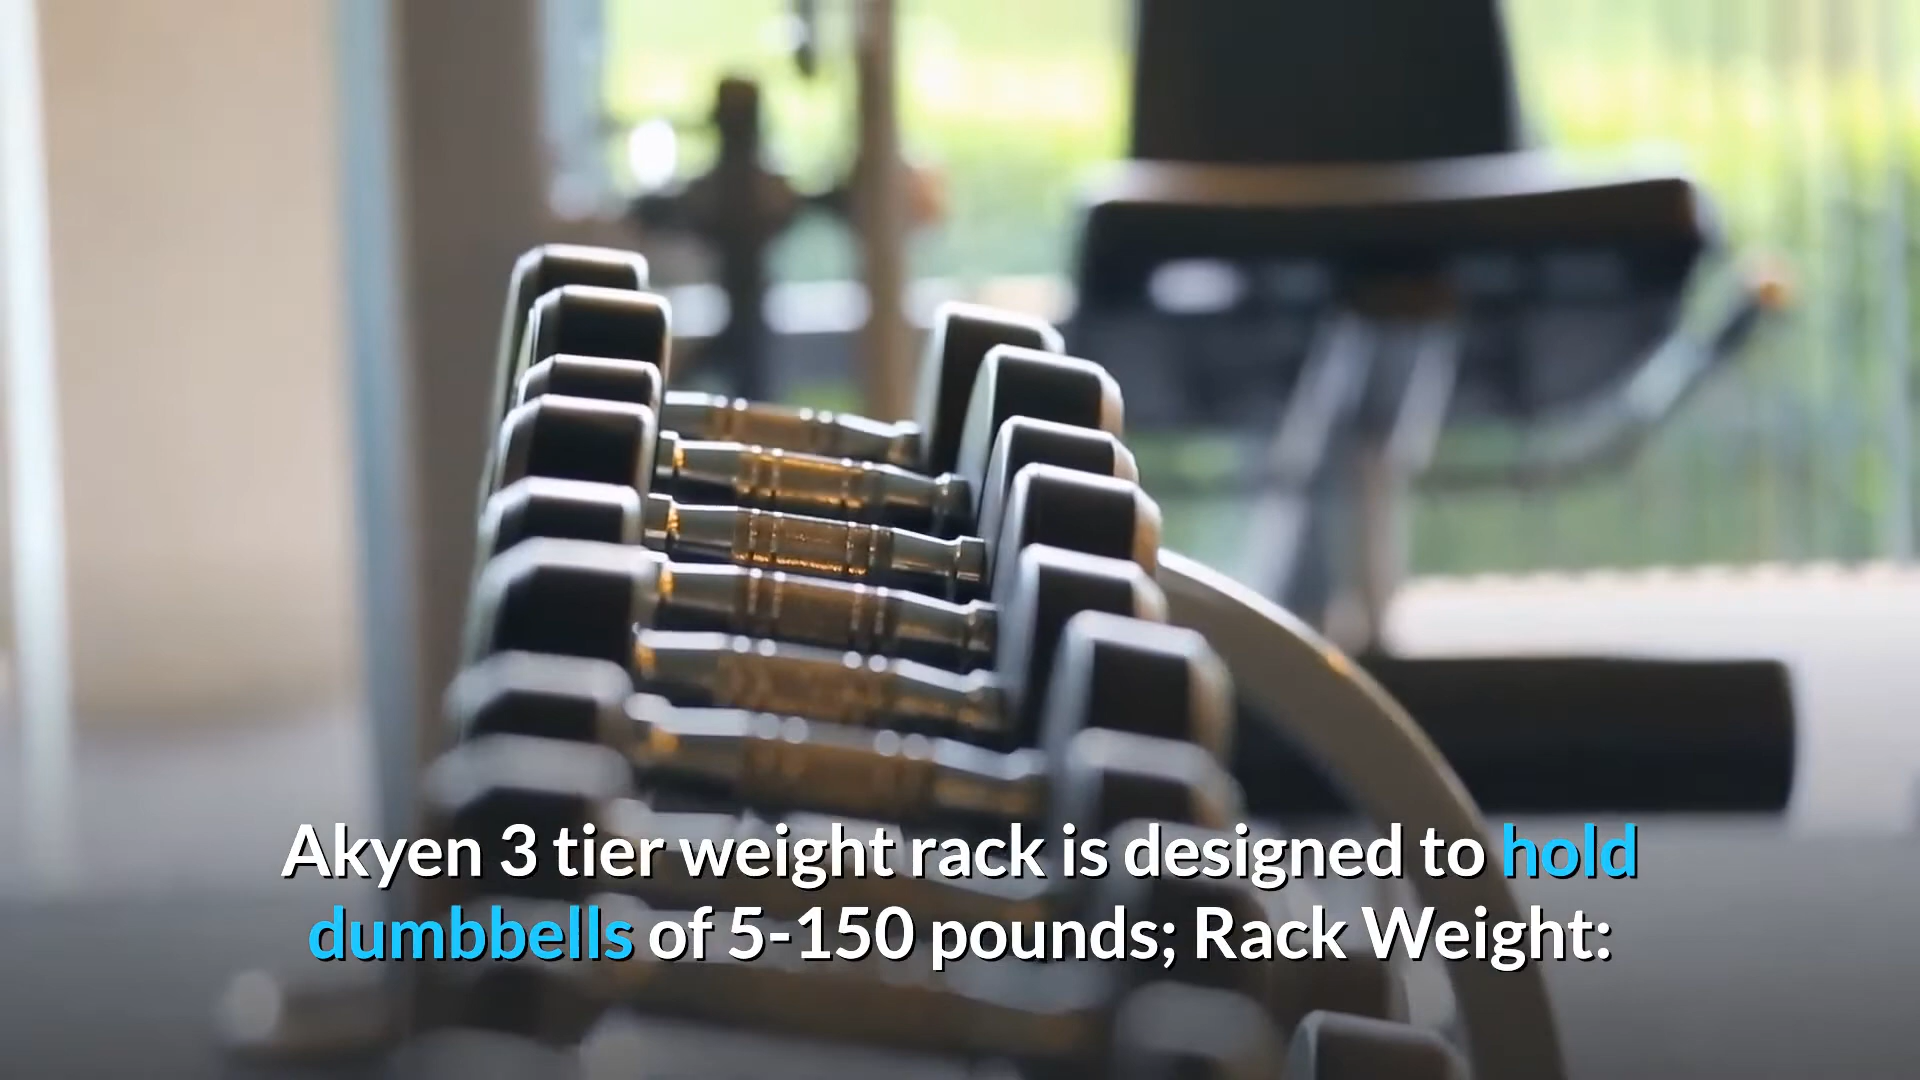 Akyen 3 tier weight rack is designed to hold
dumbbells of 5-150 pounds; Rack Weight: